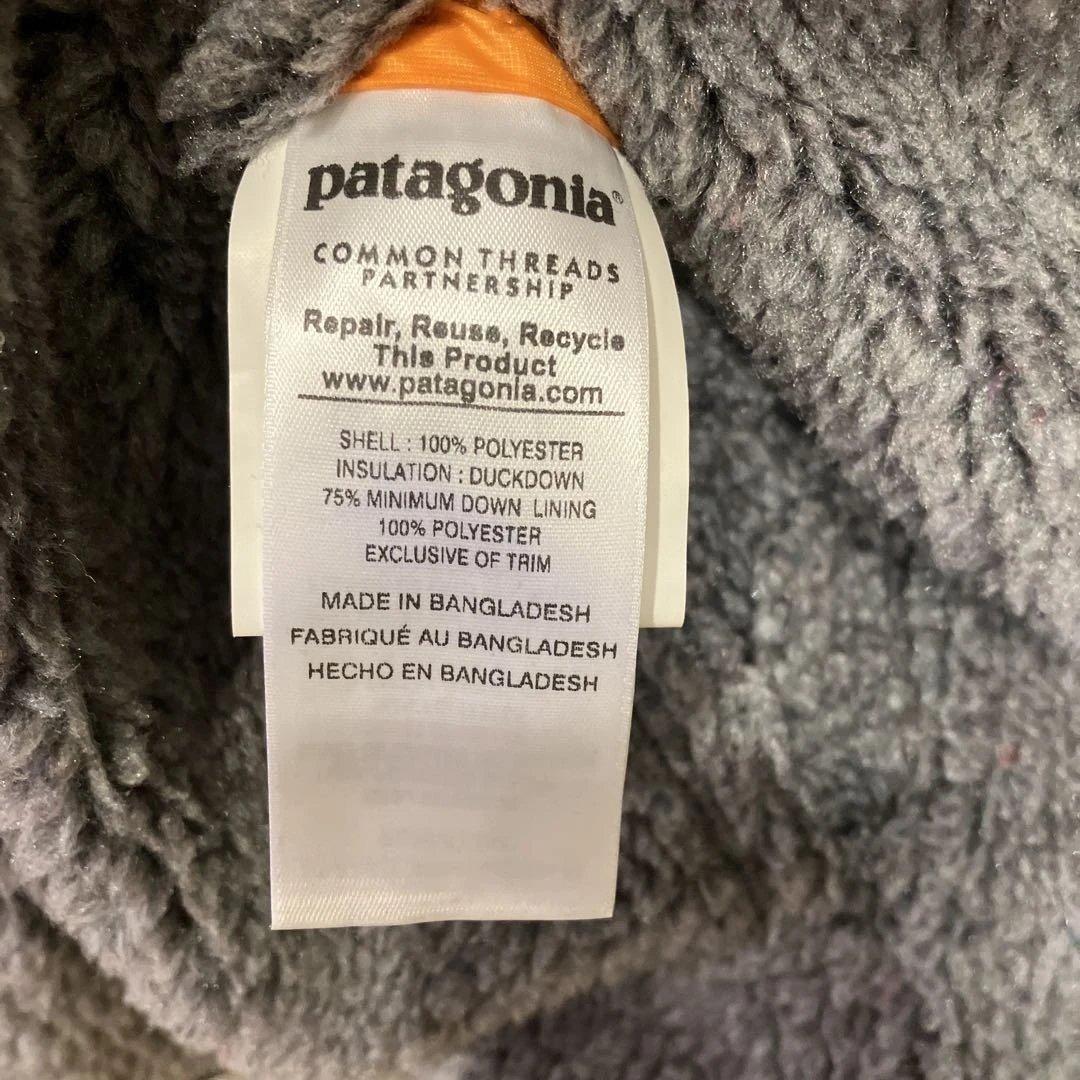 patagonia®
COMMON THREADS
PARTNERSHIP
Repair, Reuse, Recycle
This Product
www.patagonia.com
SHELL : 100% POLYESTER
INSULATION : DUCKDOWN
75% MINIMUM DOWN LINING
100% POLYESTER
EXCLUSIVE OF TRIM
MADE IN BANGLADESH
FABRIQUÉ AU BANGLADESH
HECHO EN BANGLADESH